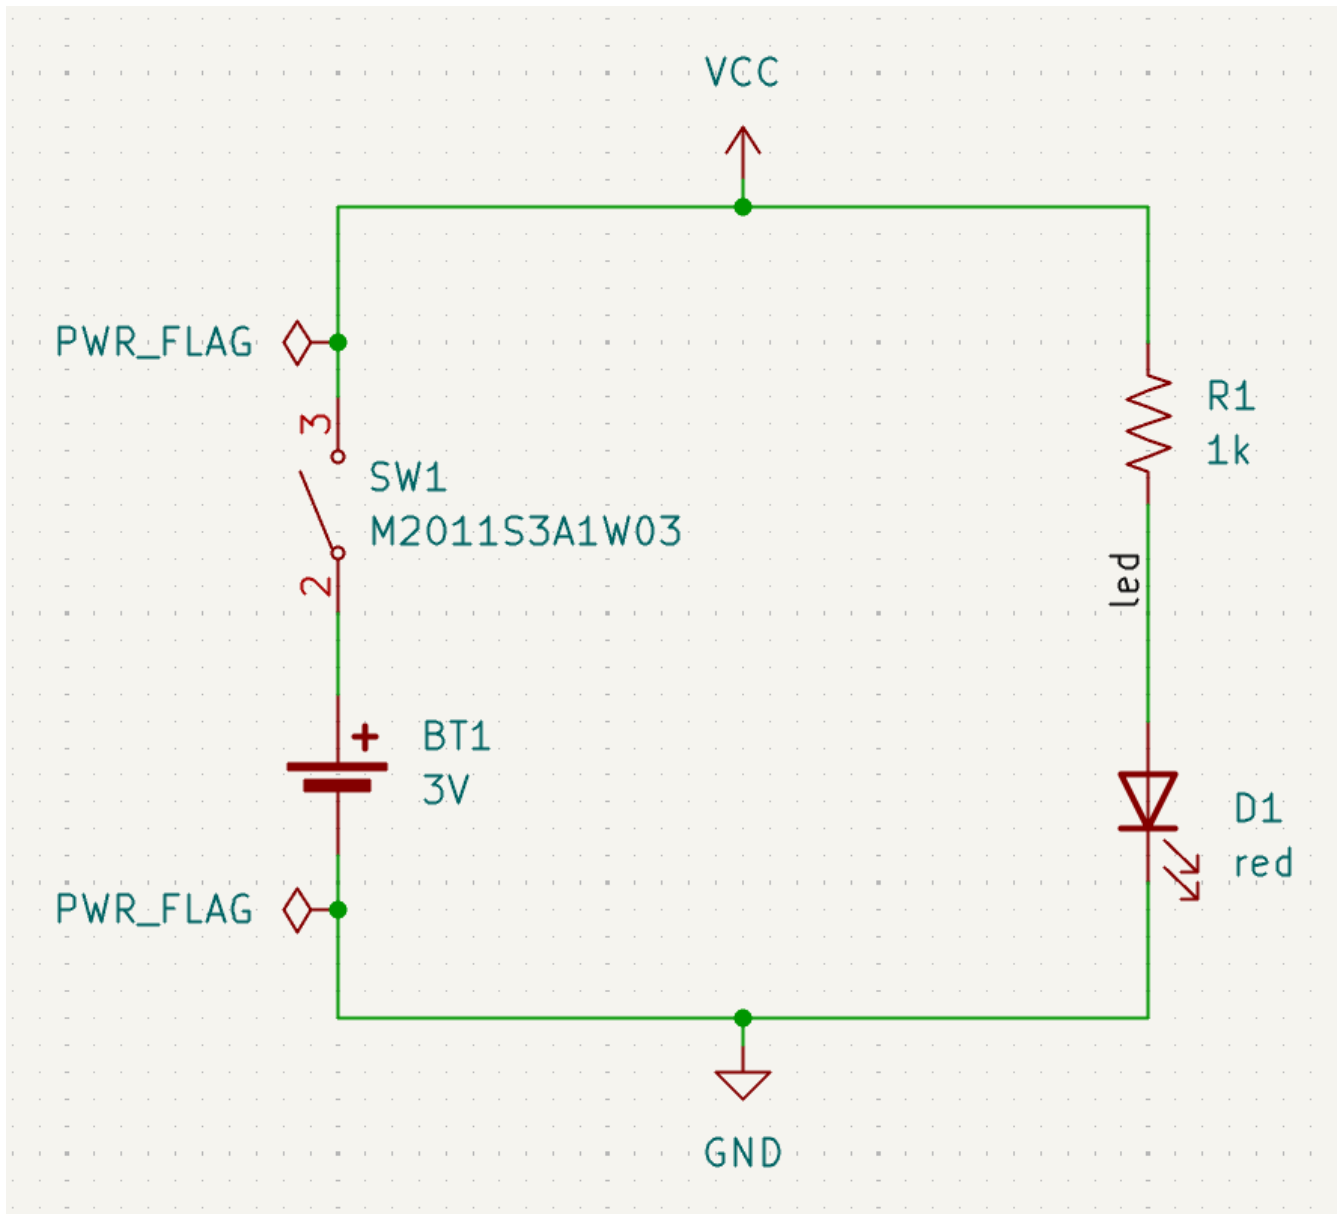 VCC
PWR_FLAG
3
SW1
M2011S3A1W03
2
R1
1k
led
+
BT1
3V
D1
red
PWR_FLAG
GND